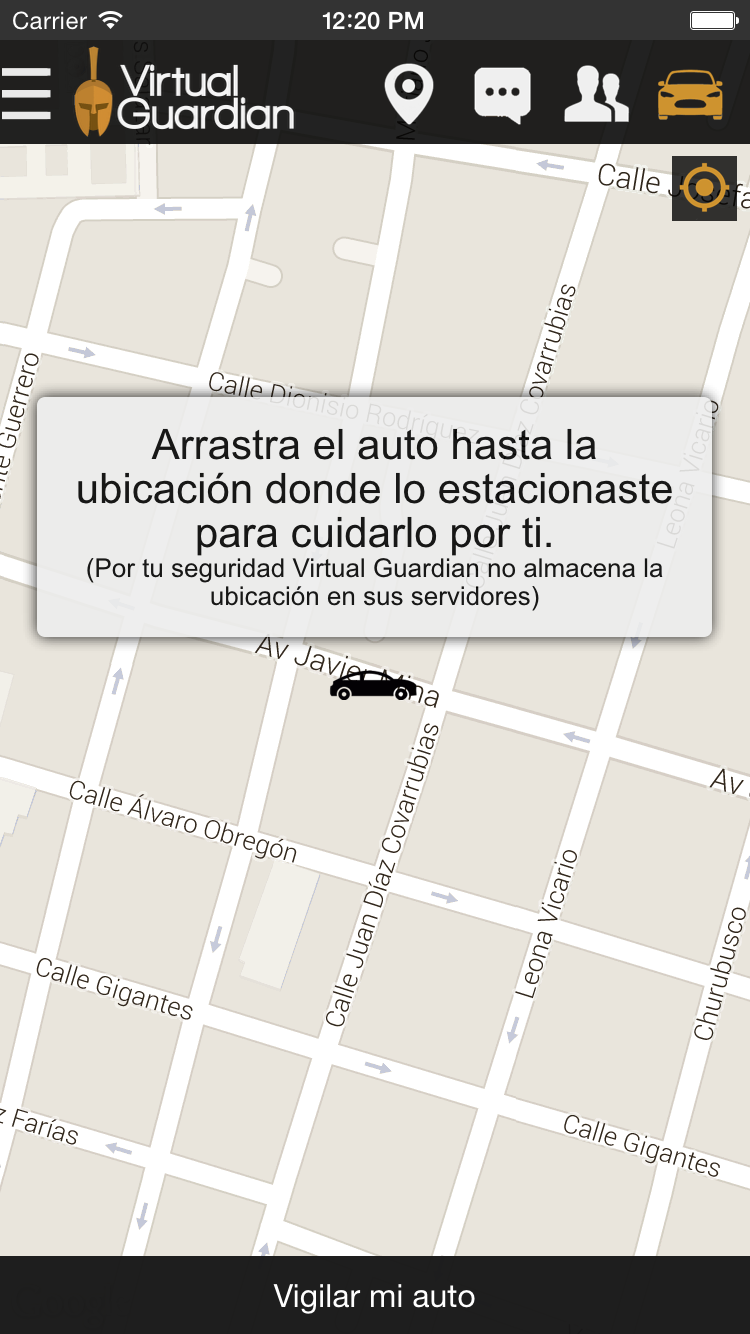 Carrier
12:20 PM
Virtual
Guardian
Calle
Calle Dionisio Rodríguez
Covarrubias
Guerrero
Leona Vicario
Arrastra el auto hasta la
ubicación donde lo estacionaste
para cuidarlo por ti.
(Por tu seguridad Virtual Guardian no almacena la
ubicación en sus servidores)
Av Javier Mina
Av
Calle Álvaro Obregón
Calle Juan Díaz Covarrubias
Leona Vicario
Churubusco
Calle Gigantes
Farías
Calle Gigantes
Vigilar mi auto